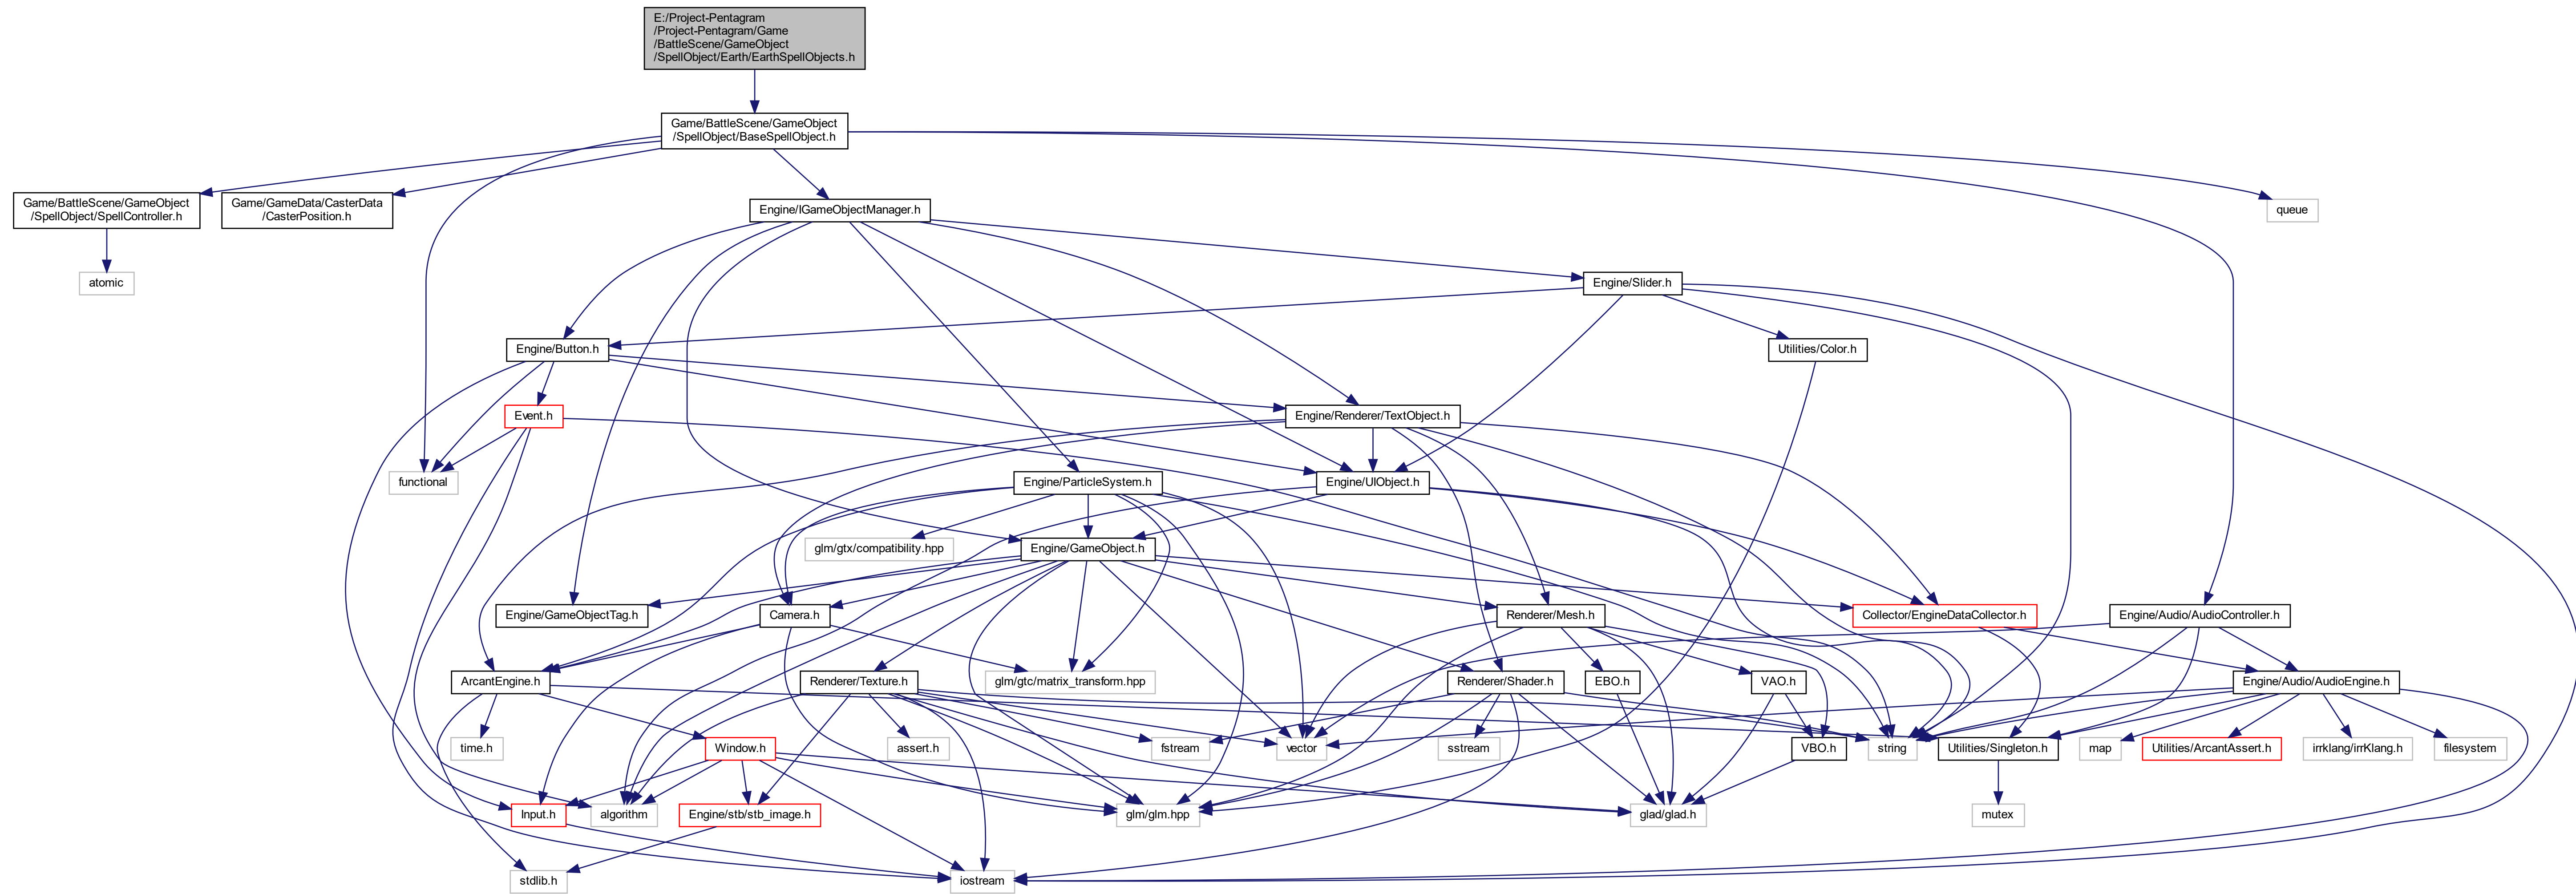 E:/Project-Pentagram
/Project-Pentagram/Game
/BattleScene/GameObject
/SpellObject/Earth/EarthSpellObjects.h
Game/BattleScene/GameObject
/SpellObject/BaseSpellObject.h
Game/BattleScene/GameObject
/SpellObject/SpellController.h
Game/GameData/CasterData
/CasterPosition.h
Engine/IGameObjectManager.h
queue
atomic
Engine/Slider.h
Engine/Button.h
Utilities/Color.h
Event.h
Engine/Renderer/TextObject.h
functional
Engine/ParticleSystem.h
Engine/UIObject.h
glm/gtx/compatibility.hpp
Engine/GameObject.h
Engine/GameObjectTag.h
Camera.h
Renderer/Mesh.h
Collector/EngineDataCollector.h
Engine/Audio/AudioController.h
ArcantEngine.h
Renderer/Texture.h
glm/gtc/matrix_transform.hpp
Renderer/Shader.h
EBO.h
VAO.h
Engine/Audio/AudioEngine.h
time.h
Window.h
assert.h
fstream
vector
sstream
VBO.h
string
Utilities/Singleton.h
map
Utilities/ArcantAssert.h
irrklang/irrKlang.h
filesystem
Input.h
algorithm
Engine/stb/stb_image.h
glm/glm.hpp
glad/glad.h
mutex
stdlib.h
iostream